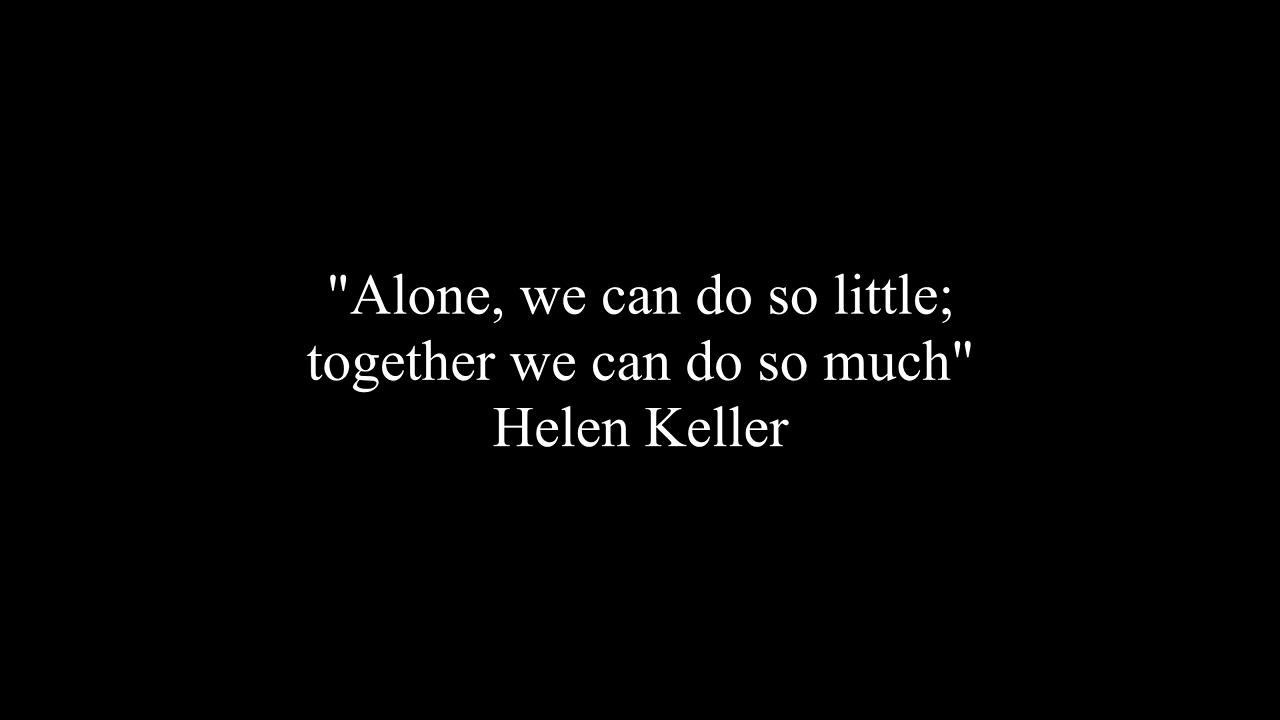 "Alone, we can do so little;
together we can do so much"
Helen Keller